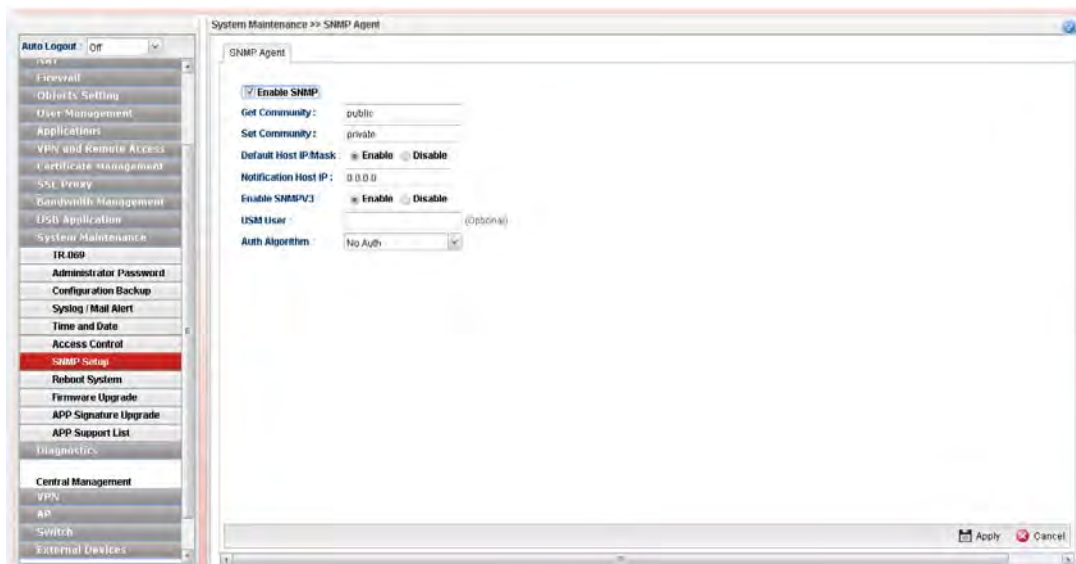 System Maintenance >> SNMP Agent
Auto Logout : Off
NAT
Firewall
Objects Setting
User Management
Applications
VPN and Remote Access
Certificate Management
SSL Proxy
Bandwidth Management
USB Application
System Maintenance
TR-069
Administrator Password
Configuration Backup
Syslog / Mail Alert
Time and Date
Access Control
SNMP Setup
Reboot System
Firmware Upgrade
APP Signature Upgrade
APP Support List
Diagnostics
Central Management
VPN
AP
Switch
External Devices
SNMP Agent
Enable SNMP
Get Community : public
Set Community : private
Default Host IP/Mask : Enable Disable
Notification Host IP : 0.0.0.0
Enable SNMPV3 Enable Disable
USM User : (Optional)
Auth Algorithm : No Auth
Apply Cancel